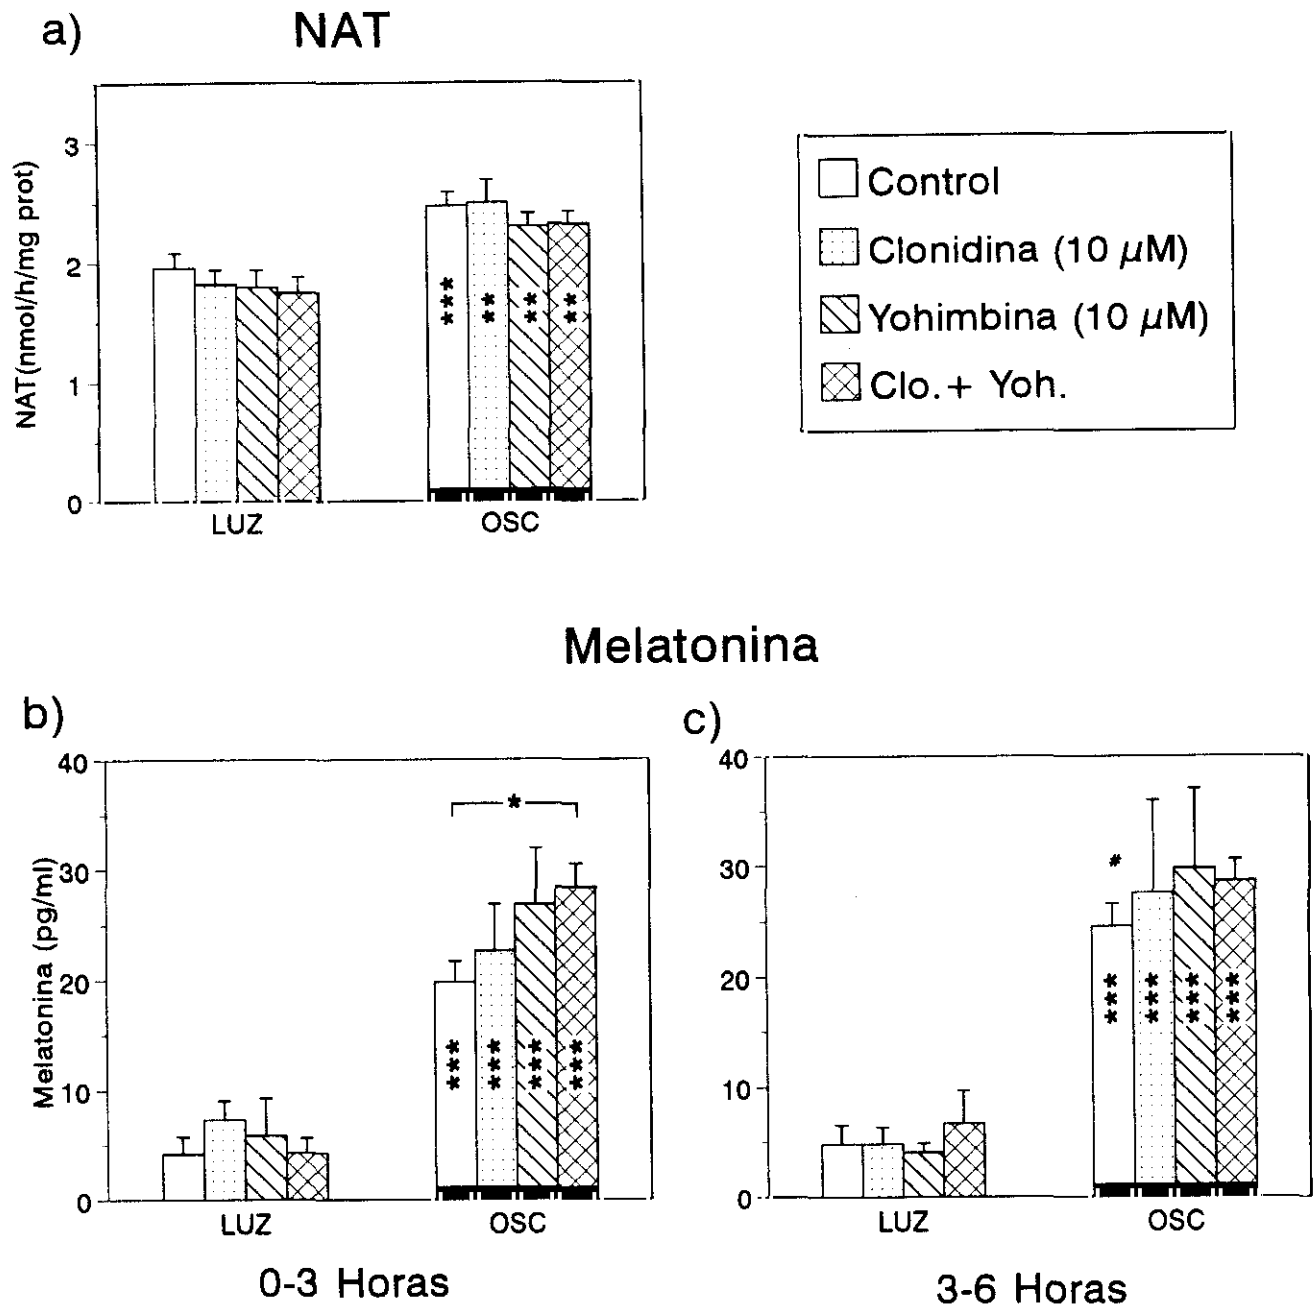 a)
NAT
NAT(nmol/h/mg prot)
3
2
1
0
*** ** ** **
LUZ
OSC
Control
Clonidina (10 µM)
Yohimbina (10 µM)
Clo.+ Yoh.
Melatonina
b)
Melatonina (pg/ml)
40
30
20
10
0
*
*** *** *** ***
LUZ
OSC
0-3 Horas
c)
40
30
20
10
0
#
*** *** *** ***
LUZ
OSC
3-6 Horas